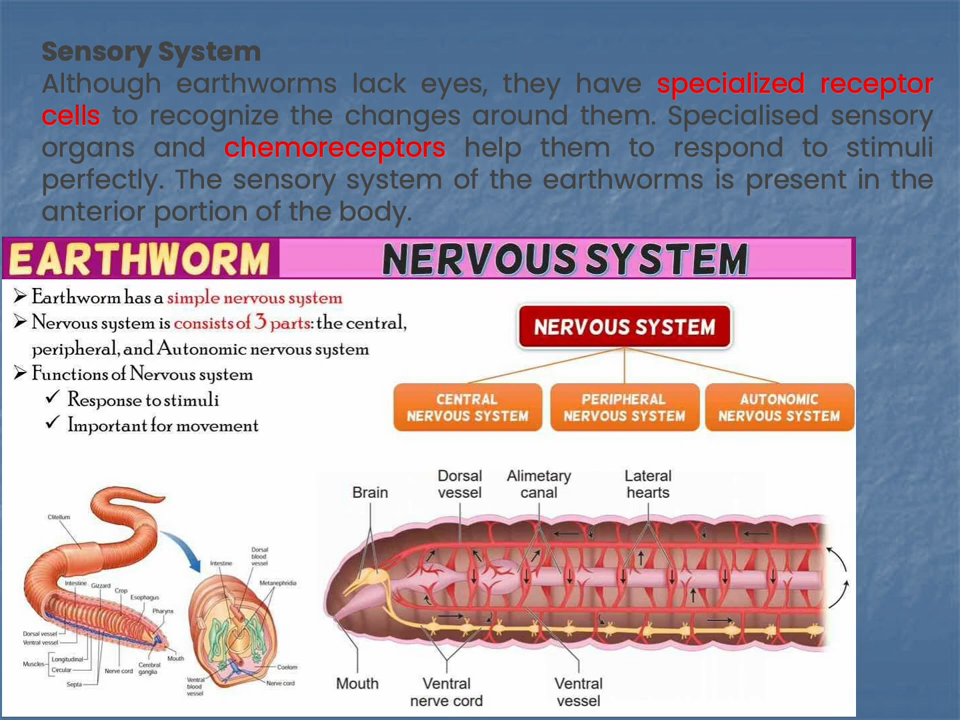 Sensory System
Although earthworms lack eyes, they have specialized receptor
cells to recognize the changes around them. Specialised sensory
organs and chemoreceptors help them to respond to stimuli
perfectly. The sensory system of the earthworms is present in the
anterior portion of the body.
EARTHWORM NERVOUS SYSTEM
➢ Earthworm has a simple nervous system
➢ Nervous system is consists of 3 parts: the central,
peripheral, and Autonomic nervous system
➢ Functions of Nervous system
✓ Response to stimuli
✓ Important for movement
NERVOUS SYSTEM
CENTRAL
NERVOUS SYSTEM
PERIPHERAL
NERVOUS SYSTEM
AUTONOMIC
NERVOUS SYSTEM
Clitellum
Intestine
Gizzard
Crop
Esophagus
Pharynx
Dorsal vessel
Ventral vessel
Muscles
Longitudinal
Circular
Septa
Nerve cord
Cerebral
ganglia
Mouth
Intestine
Dorsal
blood
vessel
Metanephridia
Coelom
Nerve cord
Ventral
blood
vessel
Brain
Dorsal
vessel
Alimetary
canal
Lateral
hearts
Mouth
Ventral
nerve cord
Ventral
vessel